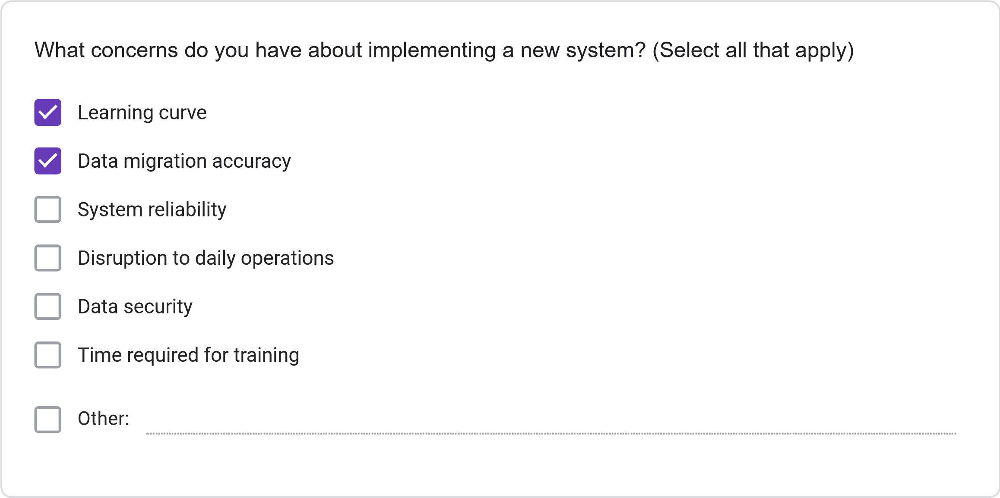 What concerns do you have about implementing a new system? (Select all that apply)
Learning curve
Data migration accuracy
System reliability
Disruption to daily operations
Data security
Time required for training
Other: